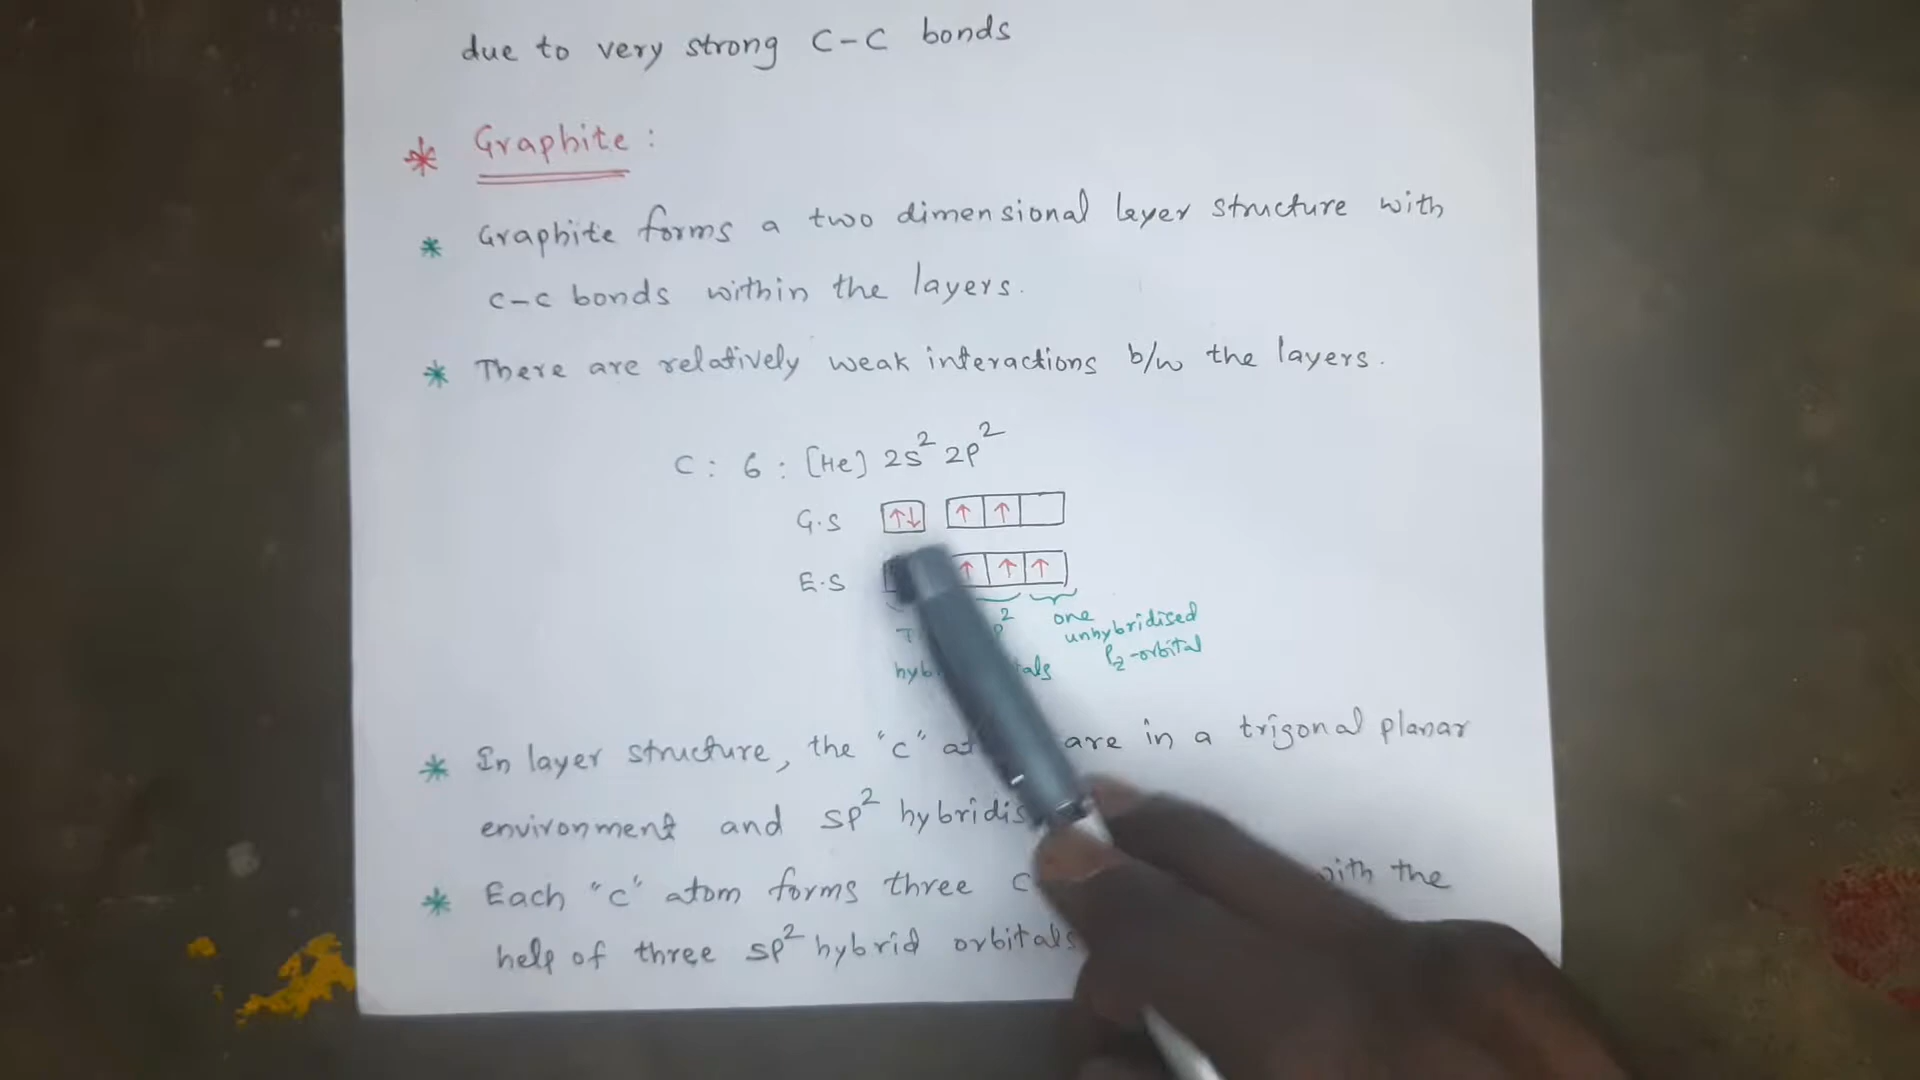 due to very strong C-C bonds
* Graphite:
* Graphite forms a two dimensional layer structure with
C-C bonds within the layers.
* There are relatively weak interactions b/w the layers.
C: 6: [He] 2s² 2p²
G.S ↑↓ ↑ ↑
E.S ↑ ↑ ↑
one
unhybridised
Pz-orbital
* In layer structure, the "C" are in a trigonal planar
environment and sp²
* Each "C" atom forms three with the
help of three sp² hybrid orbitals